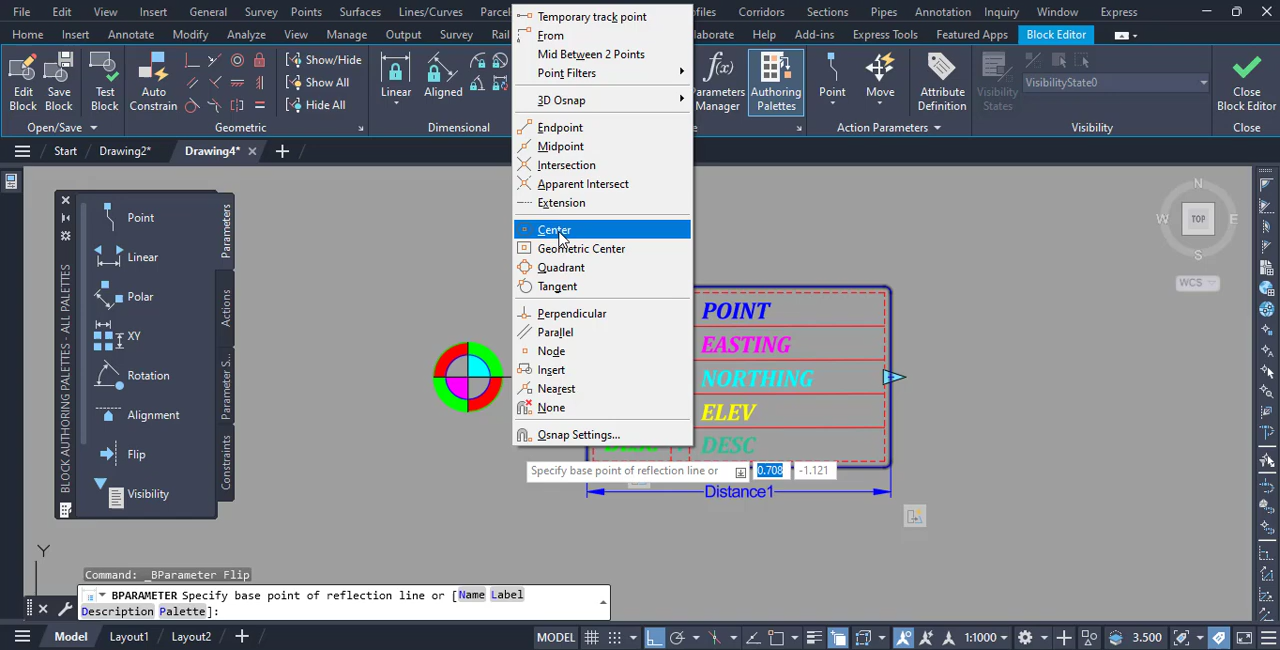 File Edit View Insert General Survey Points Surfaces Lines/Curves Corridors Sections Pipes Annotation Inquiry Window Express
Home Insert Annotate Modify Analyze View Manage Output Survey Help Add-ins Express Tools Featured Apps Block Editor
Edit Block
Save Block
Test Block
Auto Constrain
Show/Hide
Show All
Hide All
Linear
Aligned
Manager
Authoring Palettes
Point
Move
Attribute Definition
Visibility States
VisibilityState0
Close Block Editor
Open/Save
Geometric
Dimensional
Action Parameters
Visibility
Close
Start
Drawing2*
Drawing4*
Temporary track point
From
Mid Between 2 Points
Point Filters
3D Osnap
Endpoint
Midpoint
Intersection
Apparent Intersect
Extension
Center
Geometric Center
Quadrant
Tangent
Perpendicular
Parallel
Node
Insert
Nearest
None
Osnap Settings...
Point
Linear
Polar
XY
Rotation
Alignment
Flip
Visibility
Parameters
Actions
Parameter S...
Constraints
BLOCK AUTHORING PALETTES - ALL PALETTES
POINT
EASTING
NORTHING
ELEV
DESC
Specify base point of reflection line or 0.708 -1.121
Distance1
N
W TOP E
S
WCS
Y
Command: _BParameter Flip
BPARAMETER Specify base point of reflection line or [Name Label
Description Palette]:
Model Layout1 Layout2
MODEL 1:1000 3.500